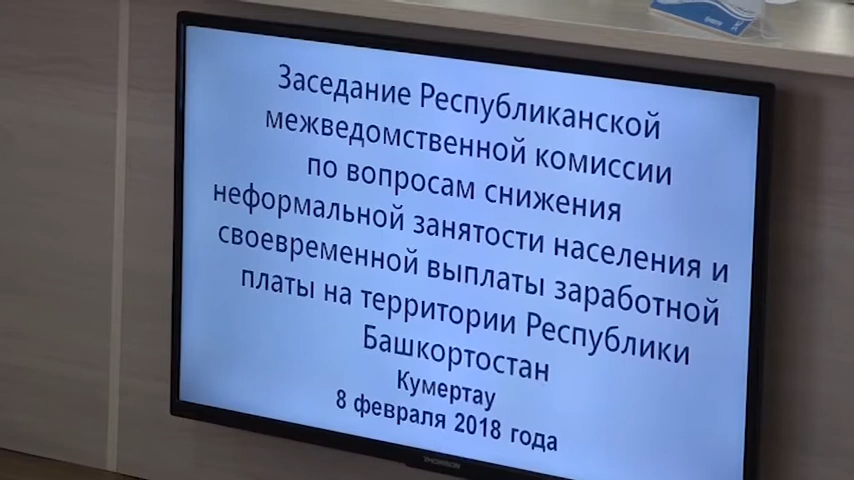 Заседание Республиканской
межведомственной комиссии
по вопросам снижения
неформальной занятости населения и
своевременной выплаты заработной
платы на территории Республики
Башкортостан
Кумертау
8 февраля 2018 года
THOMSON